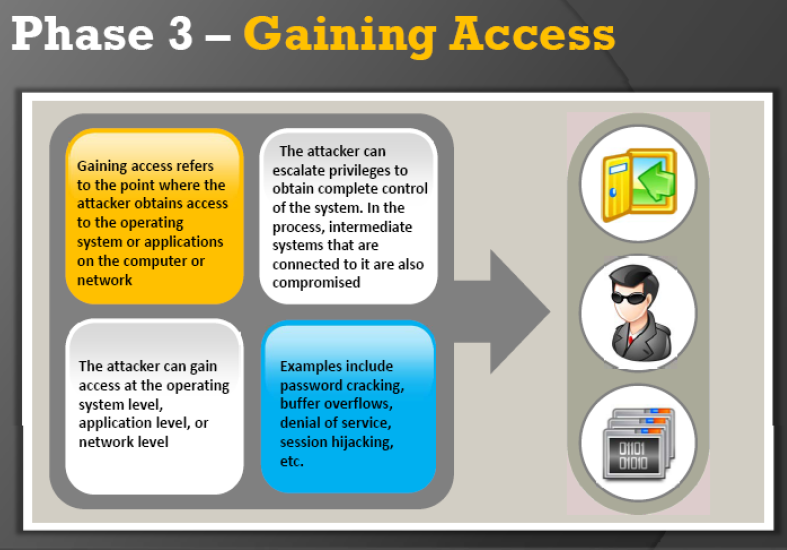 Phase 3 – Gaining Access
Gaining access refers
to the point where the
attacker obtains access
to the operating
system or applications
on the computer or
network
The attacker can
escalate privileges to
obtain complete control
of the system. In the
process, intermediate
systems that are
connected to it are also
compromised
The attacker can gain
access at the operating
system level,
application level, or
network level
Examples include
password cracking,
buffer overflows,
denial of service,
session hijacking,
etc.
01101
01010